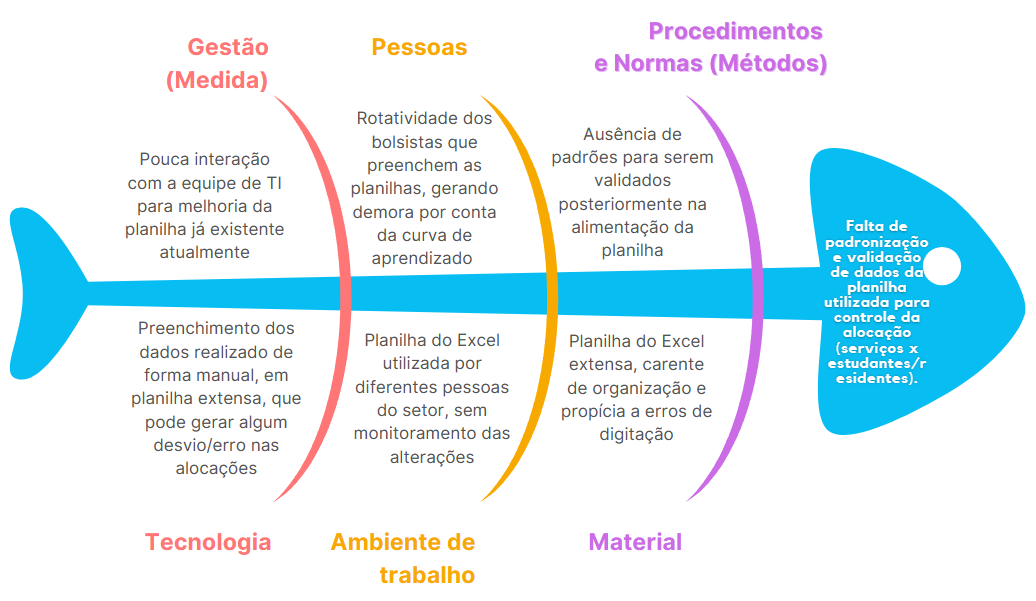 Gestão
(Medida)
Pessoas
Procedimentos
e Normas (Métodos)
Pouca interação
com a equipe de TI
para melhoria da
planilha já existente
atualmente
Rotatividade dos
bolsistas que
preenchem as
planilhas, gerando
demora por conta
da curva de
aprendizado
Ausência de
padrões para serem
validados
posteriormente na
alimentação da
planilha
Falta de
padronização
e validação
de dados da
planilha
utilizada para
controle da
alocação
(serviços x
estudantes/r
esidentes).
Preenchimento dos
dados realizado de
forma manual, em
planilha extensa, que
pode gerar algum
desvio/erro nas
alocações
Planilha do Excel
utilizada por
diferentes pessoas
do setor, sem
monitoramento das
alterações
Planilha do Excel
extensa, carente
de organização e
propícia a erros de
digitação
Tecnologia
Ambiente de
trabalho
Material